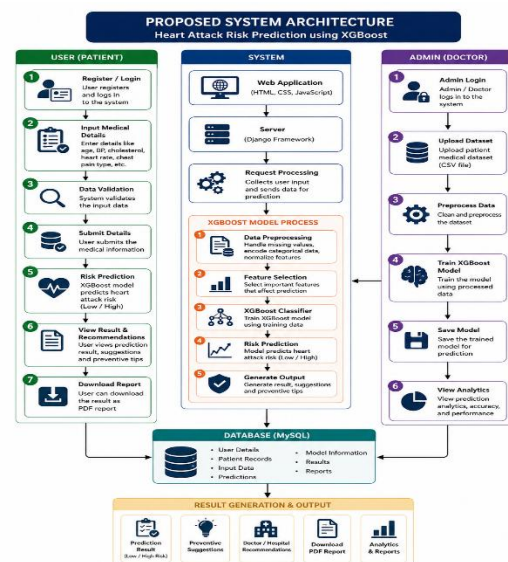 PROPOSED SYSTEM ARCHITECTURE
Heart Attack Risk Prediction using XGBoost
USER (PATIENT)
1
Register / Login
User registers
and logs in
to the system
2
Input Medical
Details
Enter details like
age, BP, cholesterol,
heart rate, chest
pain type, etc.
3
Data Validation
System validates
the input data
4
Submit Details
User submits the
medical information
5
Risk Prediction
XGBoost model
predicts heart
attack risk
(Low / High)
6
View Result &
Recommendations
User views prediction
result, suggestions
and preventive tips
7
Download Report
User can download
the result as
PDF report
SYSTEM
Web Application
(HTML, CSS, JavaScript)
Server
(Django Framework)
Request Processing
Collects user input
and sends data for
prediction
XGBOOST MODEL PROCESS
1
Data Preprocessing
Handle missing values,
encode categorical data,
normalize features
2
Feature Selection
Select important features
that affect prediction
3
XGBoost Classifier
Train XGBoost model
using training data
4
Risk Prediction
Model predicts heart
attack risk (Low / High)
5
Generate Output
Generate result, suggestions
and preventive tips
ADMIN (DOCTOR)
1
Admin Login
Admin / Doctor
logs in to the
system
2
Upload Dataset
Upload patient
medical dataset
(CSV file)
3
Preprocess Data
Clean and preprocess
the dataset
4
Train XGBoost
Model
Train the model
using processed
data
5
Save Model
Save the trained
model for
prediction
6
View Analytics
View prediction
analytics, accuracy,
and performance
DATABASE (MySQL)
• User Details
• Patient Records
• Input Data
• Predictions
• Model Information
• Results
• Reports
RESULT GENERATION & OUTPUT
Prediction
Result
(Low / High-Risk)
Preventive
Suggestions
Doctor / Hospital
Recommendations
Download
PDF Report
Analytics
& Reports